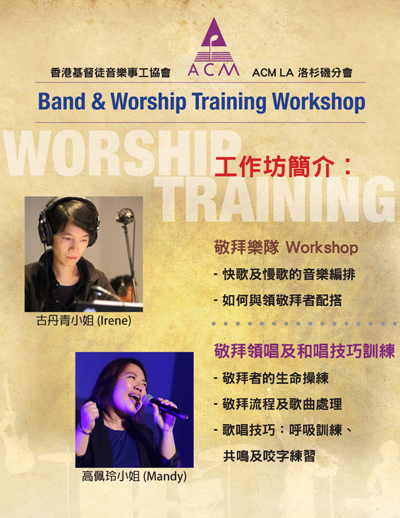 ACM
香港基督徒音樂事工協會
ACM LA 洛杉磯分會
Band & Worship Training Workshop
WORSHIP
TRAINING
工作坊簡介：
敬拜樂隊 Workshop
- 快歌及慢歌的音樂編排
- 如何與領敬拜者配搭
古丹青小姐 (Irene)
敬拜領唱及和唱技巧訓練
- 敬拜者的生命操練
- 敬拜流程及歌曲處理
- 歌唱技巧：呼吸訓練、
共鳴及咬字練習
高佩玲小姐 (Mandy)